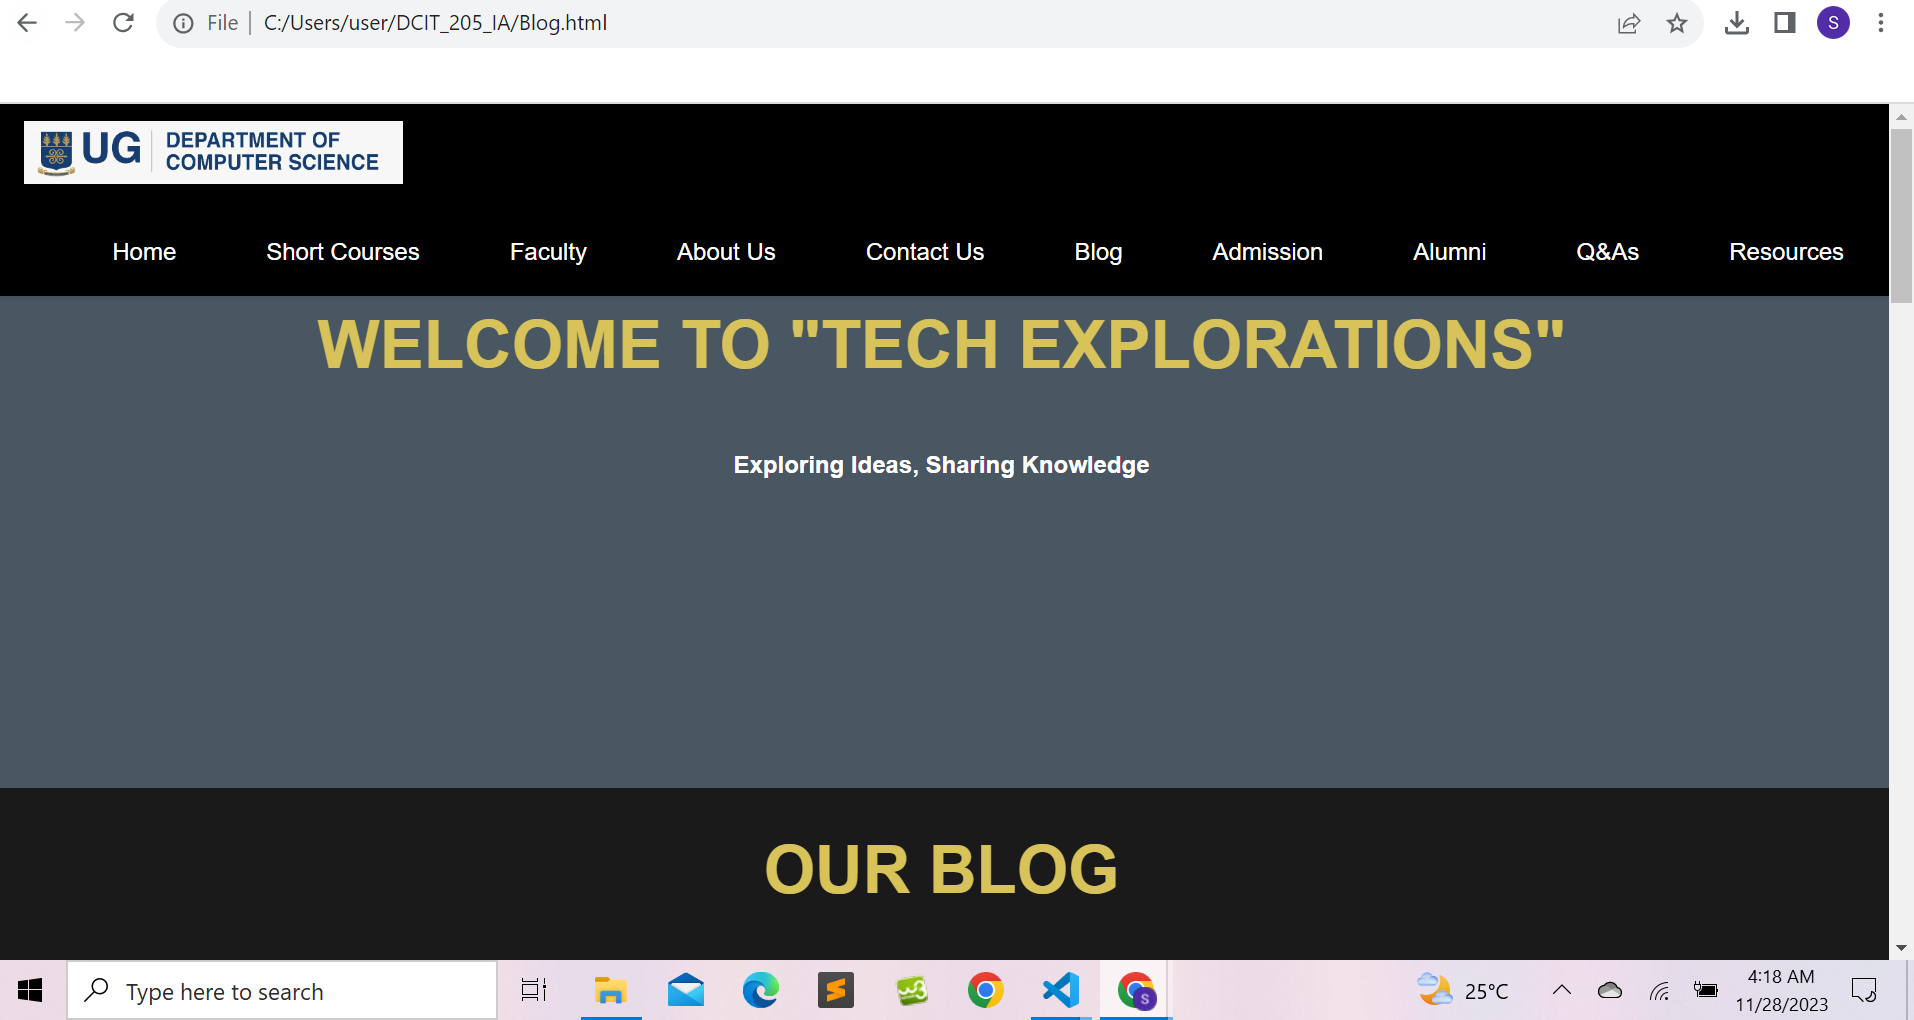 File C:/Users/user/DCIT_205_IA/Blog.html
S
UG DEPARTMENT OF
COMPUTER SCIENCE
Home Short Courses Faculty About Us Contact Us Blog Admission Alumni Q&As Resources
WELCOME TO "TECH EXPLORATIONS"
Exploring Ideas, Sharing Knowledge
OUR BLOG
Type here to search
w3
S
25°C
4:18 AM
11/28/2023